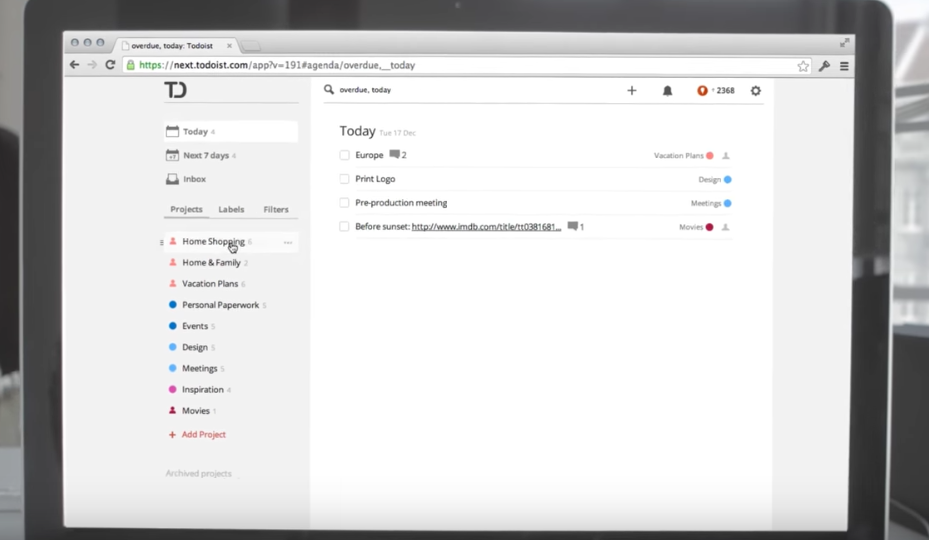 overdue, today: Todoist
https://next.todoist.com/app?v=191#agenda/overdue,__today
overdue, today
2368
Today 4
Next 7 days 4
Inbox
Projects Labels Filters
Home Shopping 6
Home & Family 2
Vacation Plans 6
Personal Paperwork 5
Events 5
Design 5
Meetings 5
Inspiration 4
Movies 1
+ Add Project
Archived projects
Today Tue 17 Dec
Europe 2 Vacation Plans
Print Logo Design
Pre-production meeting Meetings
Before sunset: http://www.imdb.com/title/tt0381681... 1 Movies